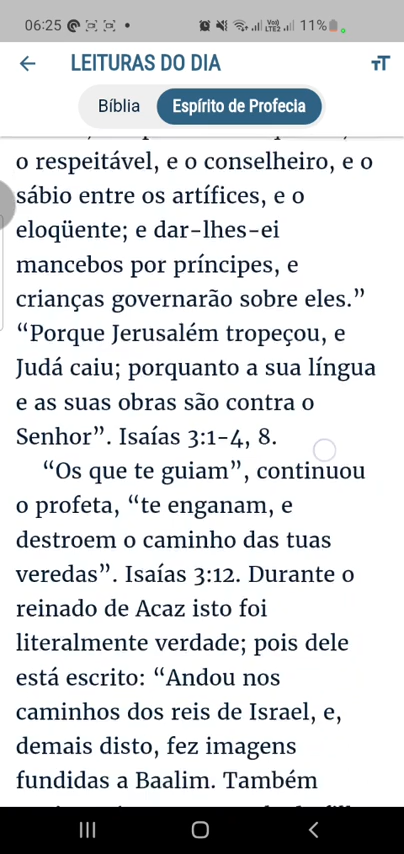 06:25 11%
LEITURAS DO DIA
Bíblia Espírito de Profecia
o respeitável, e o conselheiro, e o
sábio entre os artífices, e o
eloqüente; e dar-lhes-ei
mancebos por príncipes, e
crianças governarão sobre eles.”
“Porque Jerusalém tropeçou, e
Judá caiu; porquanto a sua língua
e as suas obras são contra o
Senhor”. Isaías 3:1-4, 8.
“Os que te guiam”, continuou
o profeta, “te enganam, e
destroem o caminho das tuas
veredas”. Isaías 3:12. Durante o
reinado de Acaz isto foi
literalmente verdade; pois dele
está escrito: “Andou nos
caminhos dos reis de Israel, e,
demais disto, fez imagens
fundidas a Baalim. Também